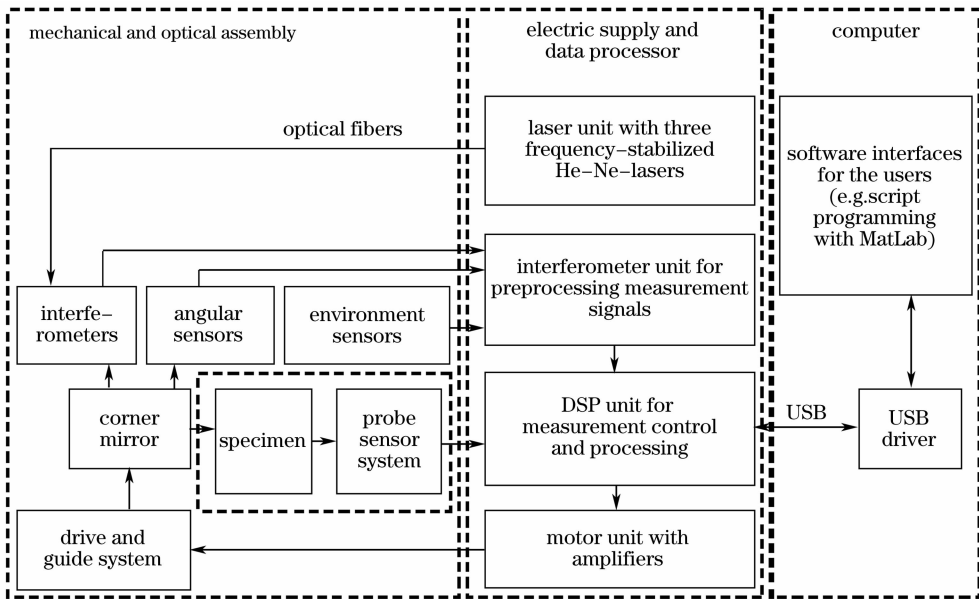 mechanical and optical assembly
electric supply and
data processor
computer
optical fibers
laser unit with three
frequency-stabilized
He-Ne-lasers
software interfaces
for the users
(e.g.script
programming
with MatLab)
interfe-
rometers
angular
sensors
environment
sensors
interferometer unit for
preprocessing measurement
signals
corner
mirror
specimen
probe
sensor
system
DSP unit for
measurement control
and processing
USB
USB
driver
drive and
guide system
motor unit with
amplifiers